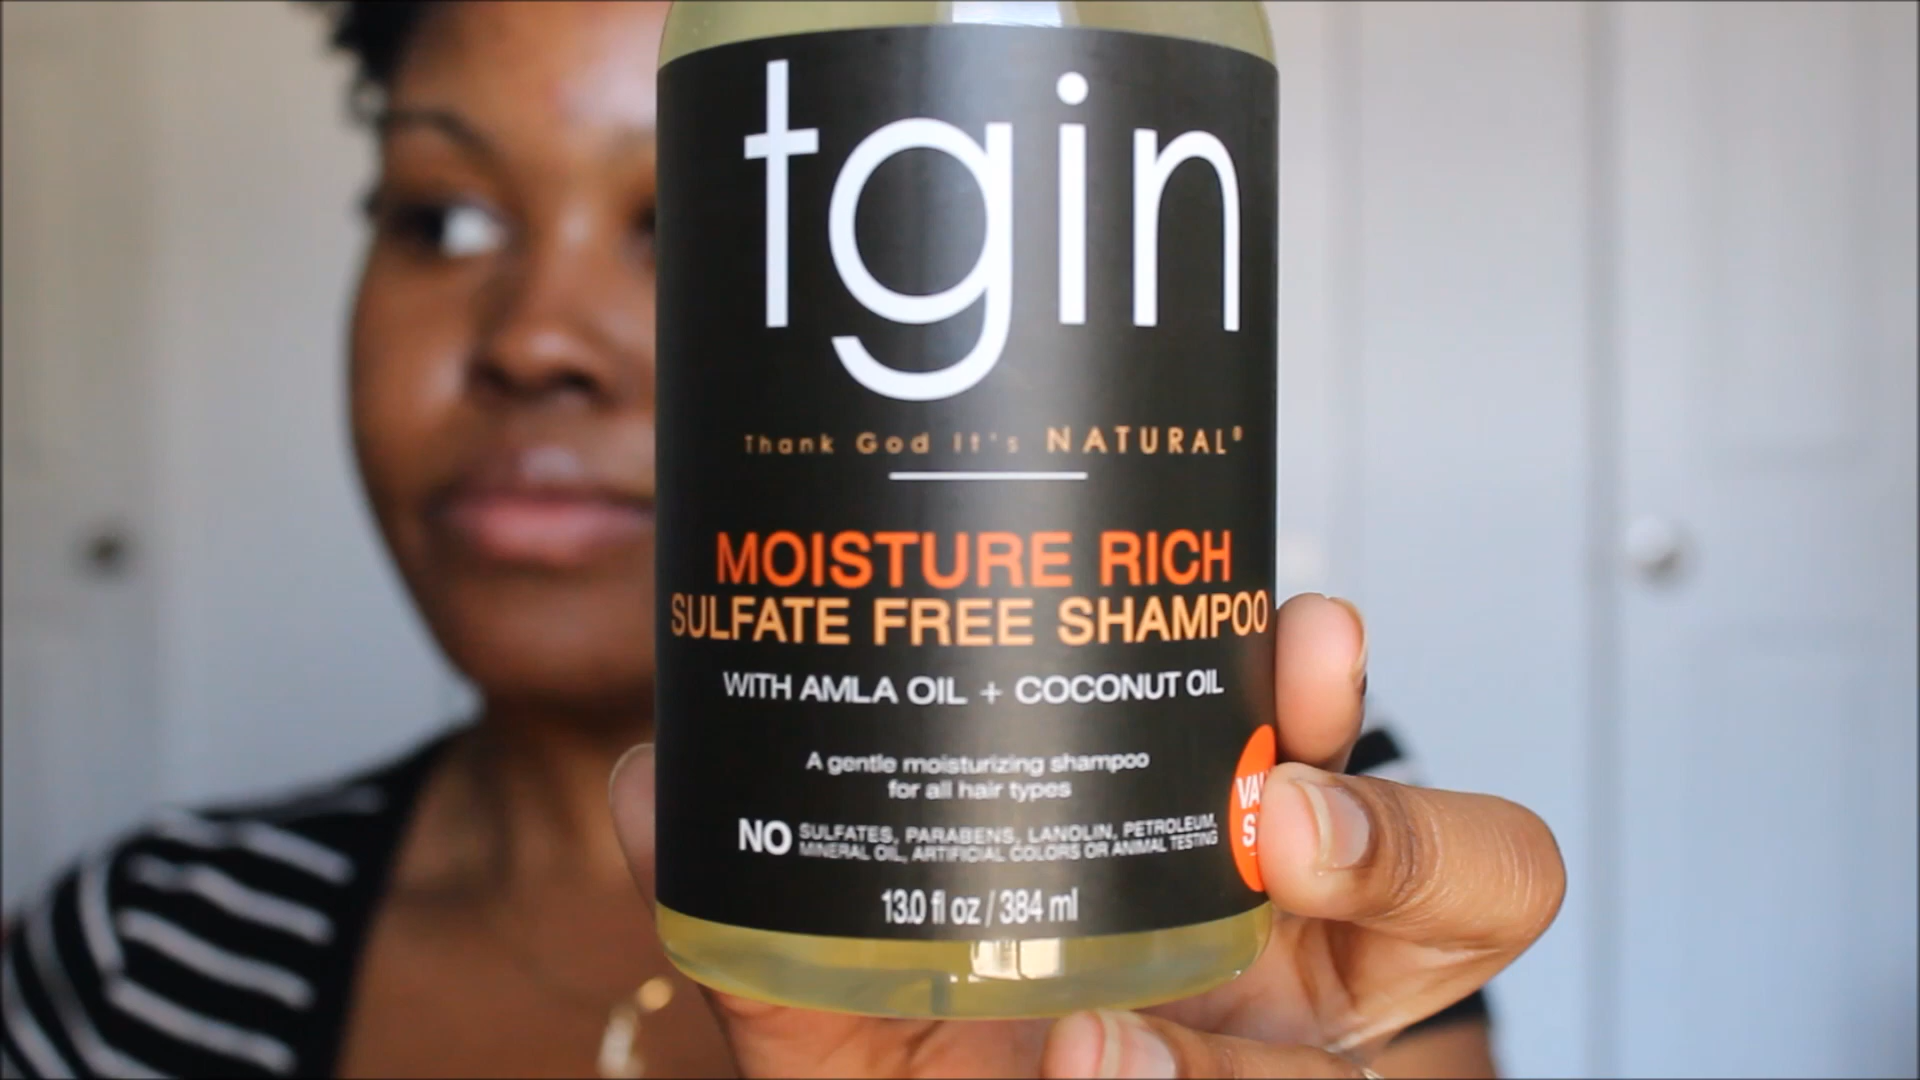 tgin
Thank God It's NATURAL®
MOISTURE RICH
SULFATE FREE SHAMPOO
WITH AMLA OIL + COCONUT OIL
A gentle moisturizing shampoo
for all hair types
NO SULFATES, PARABENS, LANOLIN, PETROLEUM,
MINERAL OIL, ARTIFICIAL COLORS OR ANIMAL TESTING
13.0 fl oz / 384 ml